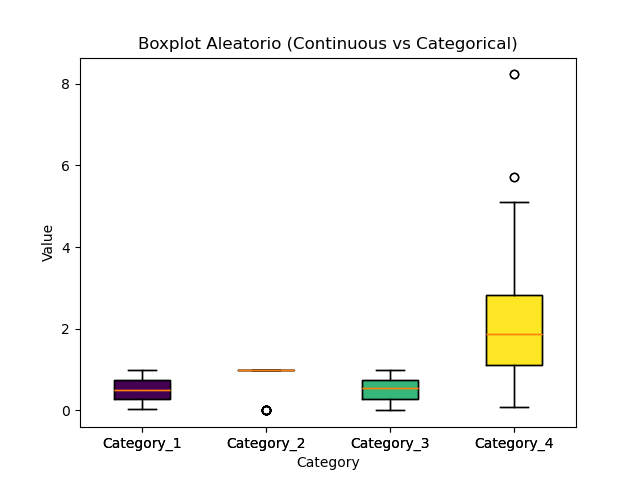 Boxplot Aleatorio (Continuous vs Categorical)
8
6
4
2
0
Value
Category_1 Category_2 Category_3 Category_4
Category